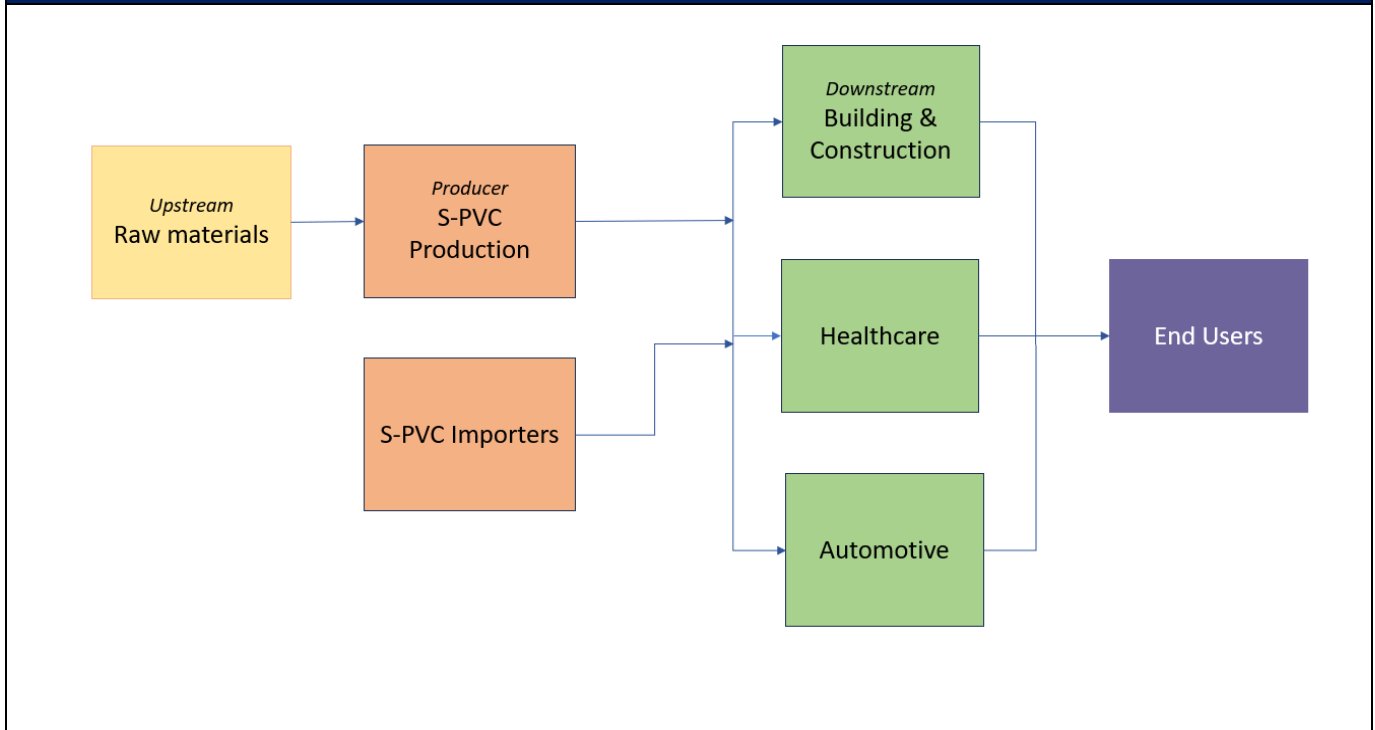 Upstream
Raw materials
Producer
S-PVC
Production
S-PVC Importers
Downstream
Building &
Construction
Healthcare
Automotive
End Users